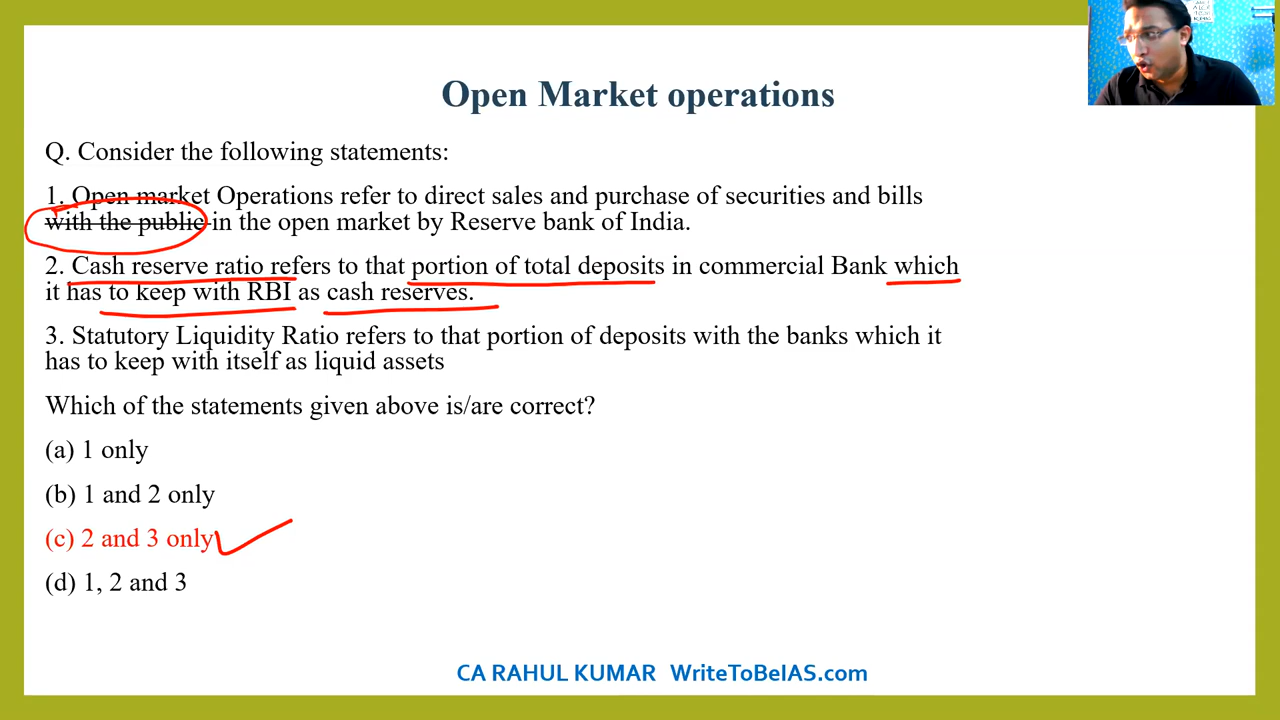 Open Market operations
Q. Consider the following statements:
1. Open market Operations refer to direct sales and purchase of securities and bills
with the public in the open market by Reserve bank of India.
2. Cash reserve ratio refers to that portion of total deposits in commercial Bank which
it has to keep with RBI as cash reserves.
3. Statutory Liquidity Ratio refers to that portion of deposits with the banks which it
has to keep with itself as liquid assets
Which of the statements given above is/are correct?
(a) 1 only
(b) 1 and 2 only
(c) 2 and 3 only
(d) 1, 2 and 3
CA RAHUL KUMAR WriteToBeIAS.com